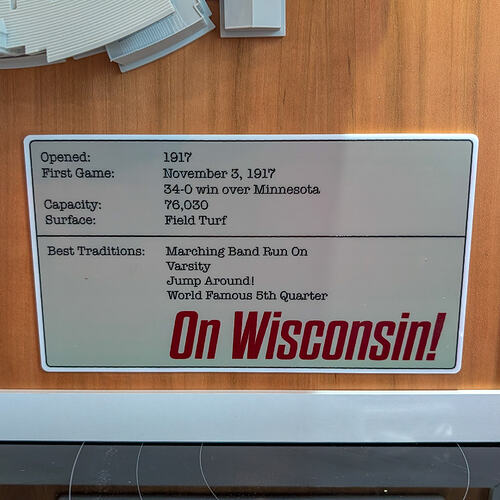 Opened: 1917
First Game: November 3, 1917
34-0 win over Minnesota
Capacity: 76,030
Surface: Field Turf
Best Traditions: Marching Band Run On
Varsity
Jump Around!
World Famous 5th Quarter
On Wisconsin!